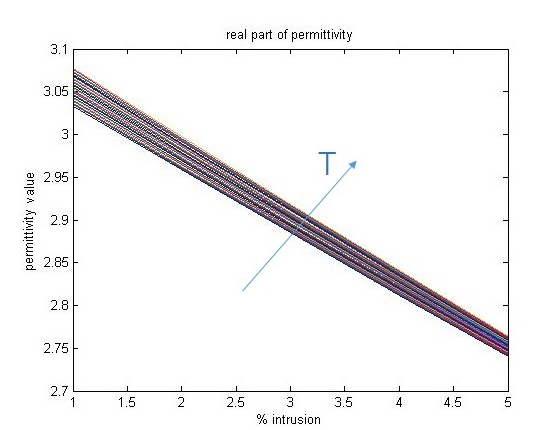 real part of permittivity
3.1
3.05
3
2.95
2.9
2.85
2.8
2.75
2.7
permittivity value
T
1 1.5 2 2.5 3 3.5 4 4.5 5
% intrusion